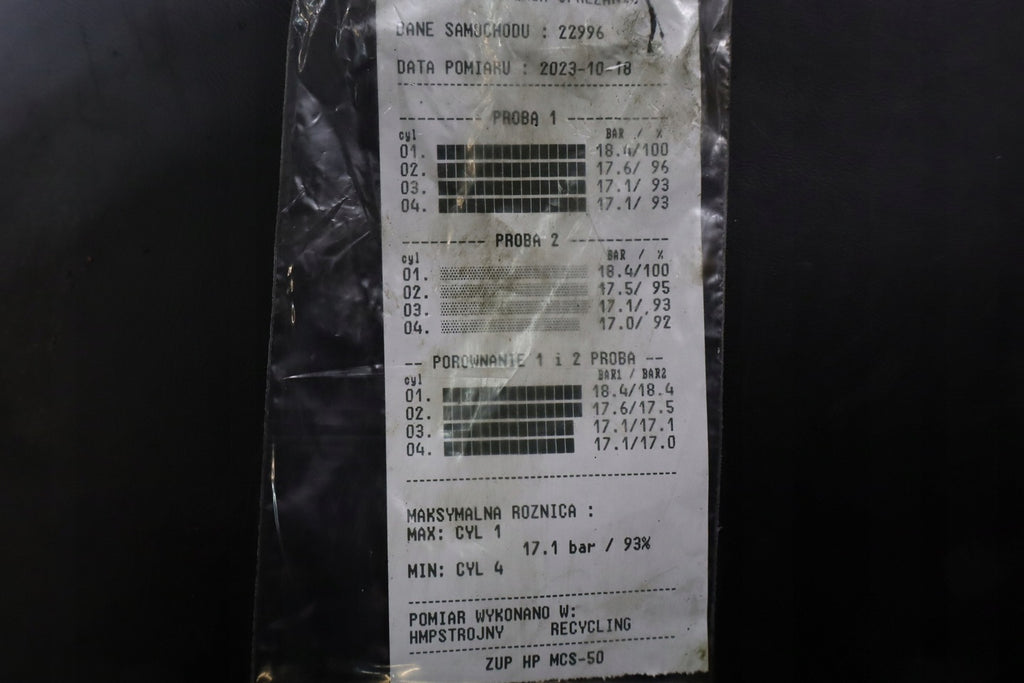 DANE SAMOCHODU : 22996
DATA POMIARU : 2023-10-18
---------- PROBA 1 ------------
cyl BAR / %
01. 18.4/100
02. 17.6/ 96
03. 17.1/ 93
04. 17.1/ 93
---------- PROBA 2 ------------
cyl BAR / %
01. 18.4/100
02. 17.5/ 95
03. 17.1/ 93
04. 17.0/ 92
-- POROWNANIE 1 i 2 PROBA --
cyl BAR1 / BAR2
01. 18.4/18.4
02. 17.6/17.5
03. 17.1/17.1
04. 17.1/17.0
MAKSYMALNA ROZNICA :
MAX: CYL 1
17.1 bar / 93%
MIN: CYL 4
POMIAR WYKONANO W:
HMPSTROJNY RECYCLING
ZUP HP MCS-50